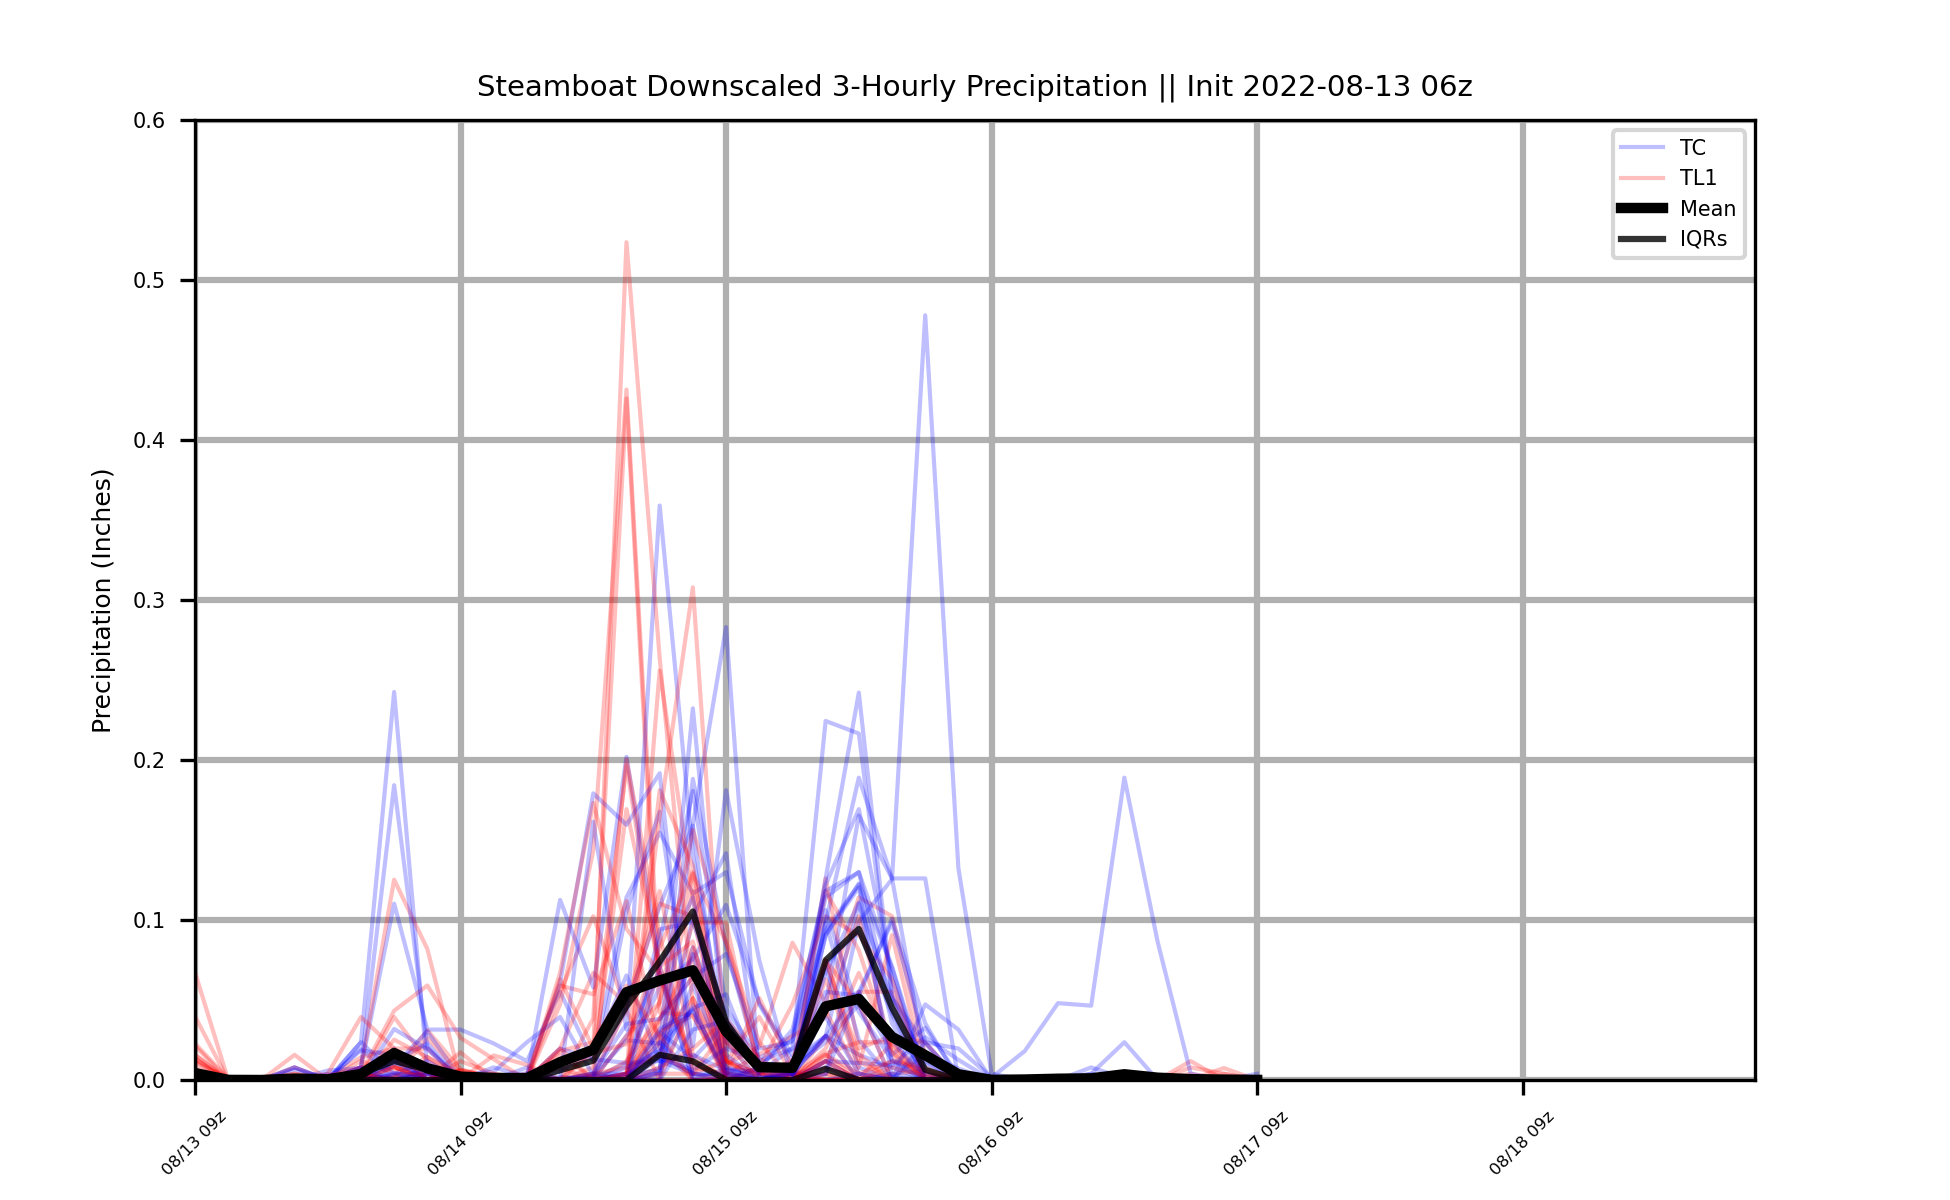 Steamboat Downscaled 3-Hourly Precipitation || Init 2022-08-13 06z
TC
TL1
Mean
IQRs
Precipitation (Inches)
0.6
0.5
0.4
0.3
0.2
0.1
0.0
08/13 09z
08/14 09z
08/15 09z
08/16 09z
08/17 09z
08/18 09z